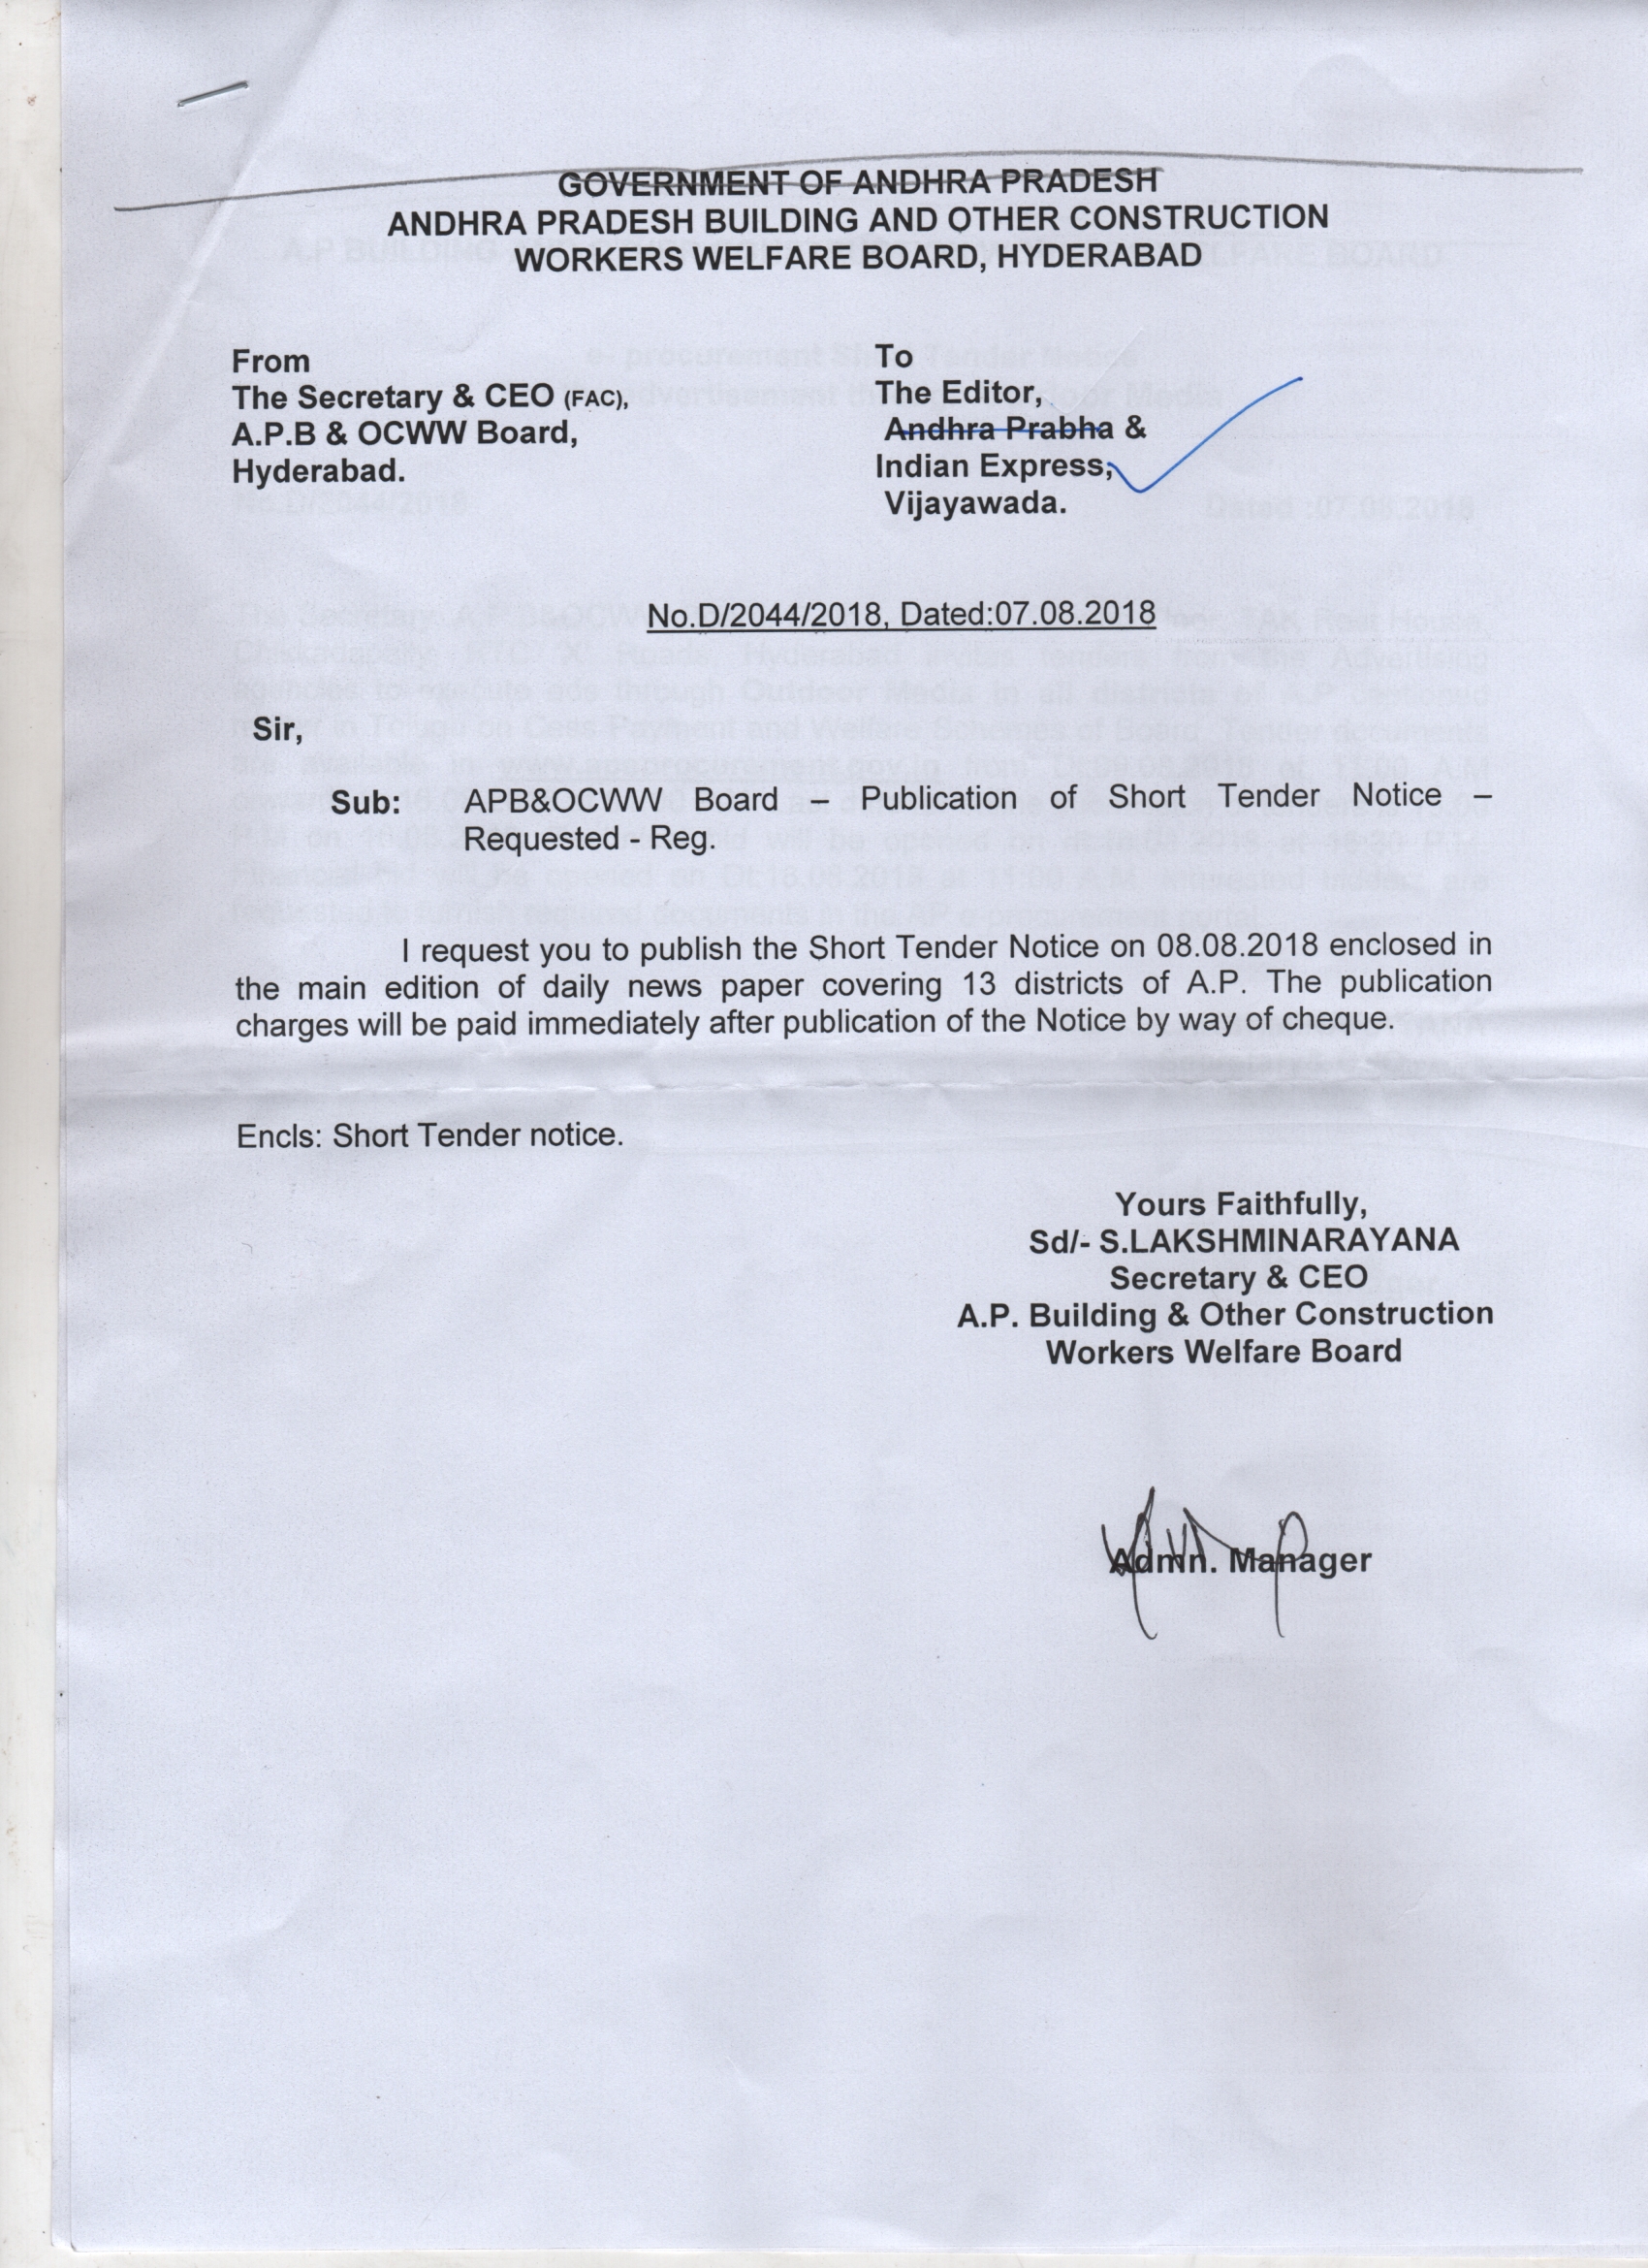 GOVERNMENT OF ANDHRA PRADESH
ANDHRA PRADESH BUILDING AND OTHER CONSTRUCTION
WORKERS WELFARE BOARD, HYDERABAD
From
The Secretary & CEO (FAC),
A.P.B & OCWW Board,
Hyderabad.
To
The Editor,
Andhra Prabha &
Indian Express,
Vijayawada.
No.D/2044/2018, Dated:07.08.2018
Sir,
Sub: APB&OCWW Board – Publication of Short Tender Notice –
Requested - Reg.
I request you to publish the Short Tender Notice on 08.08.2018 enclosed in
the main edition of daily news paper covering 13 districts of A.P. The publication
charges will be paid immediately after publication of the Notice by way of cheque.
Encls: Short Tender notice.
Yours Faithfully,
Sd/- S.LAKSHMINARAYANA
Secretary & CEO
A.P. Building & Other Construction
Workers Welfare Board
Admn. Manager